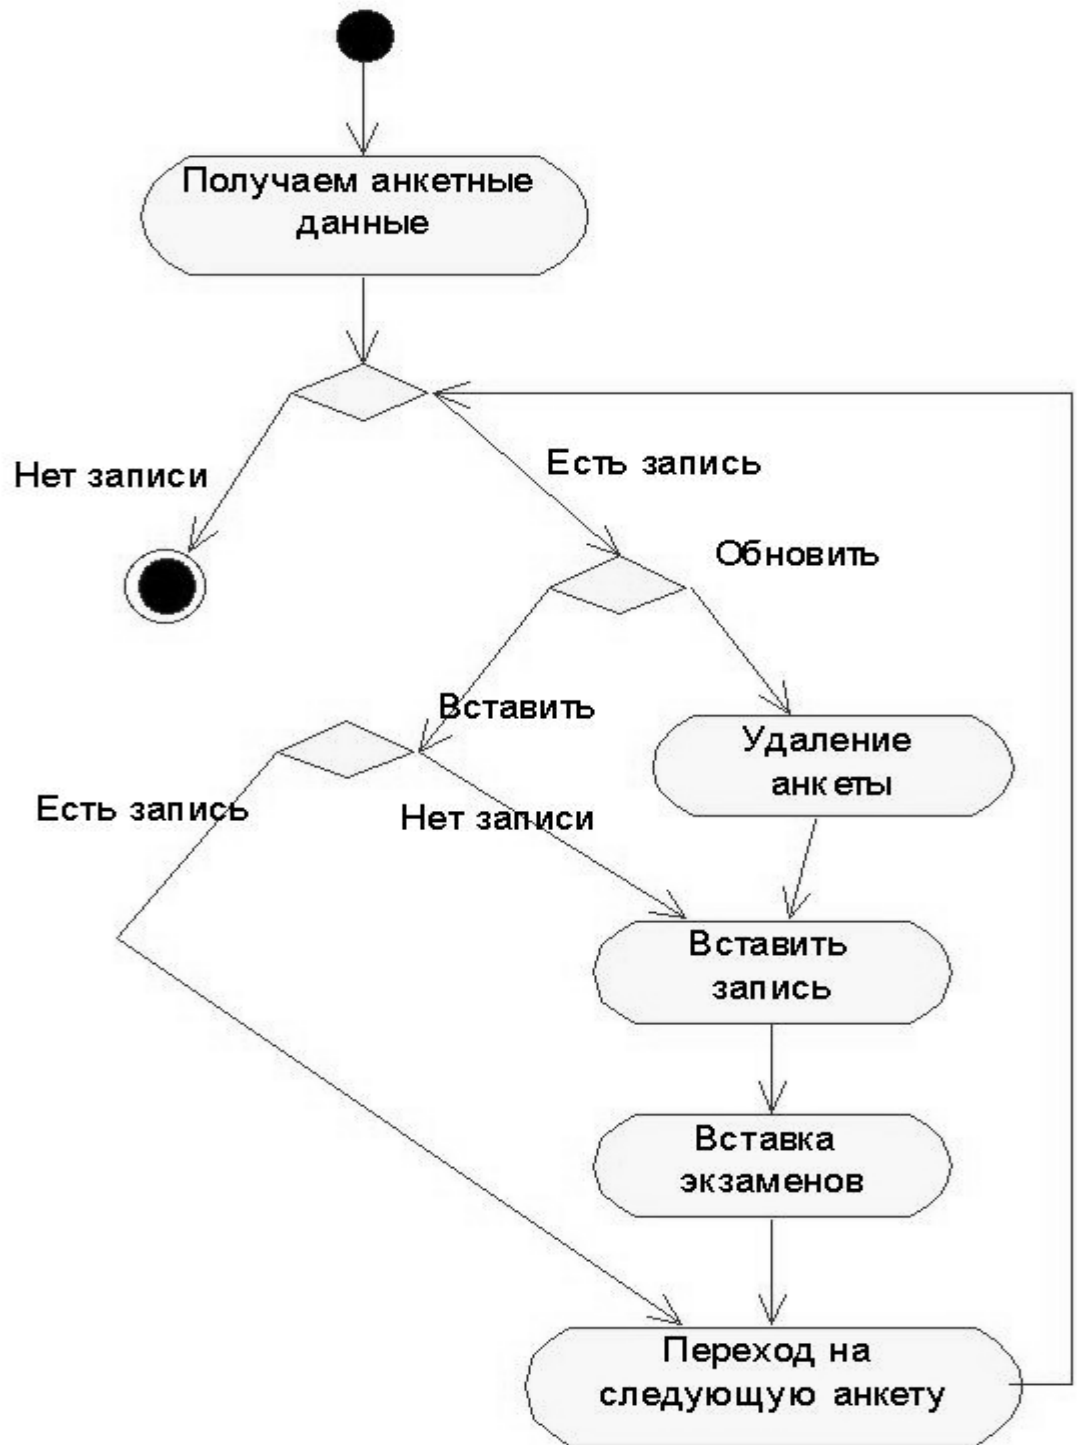 Получаем анкетные
данные
Нет записи
Есть запись
Обновить
Вставить
Удаление
анкеты
Есть запись
Нет записи
Вставить
запись
Вставка
экзаменов
Переход на
следующую анкету